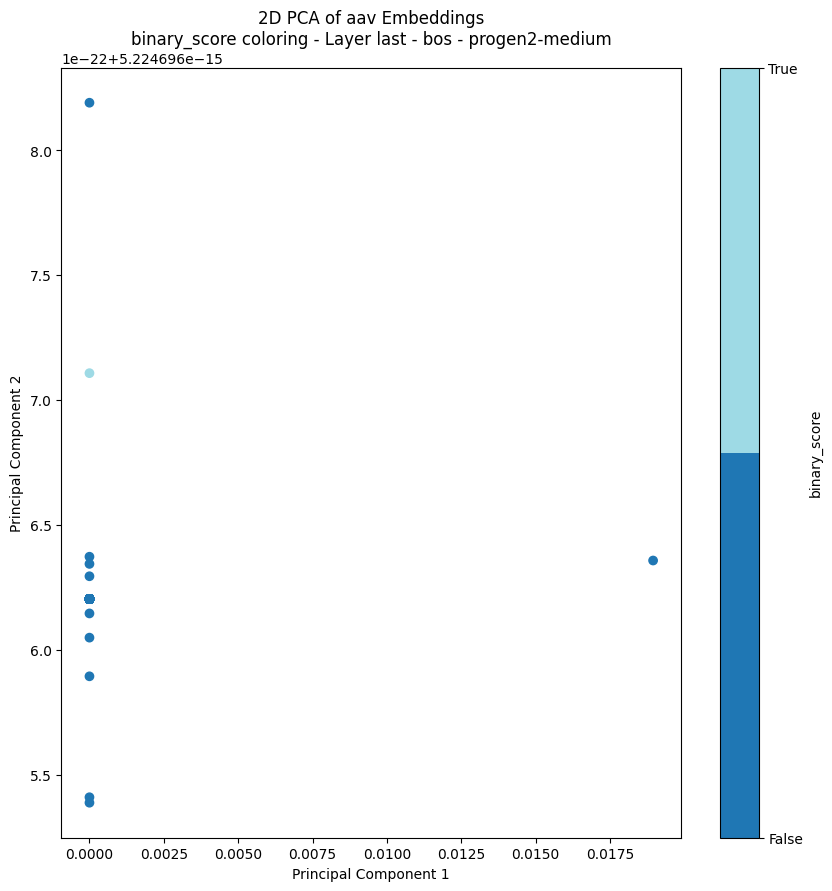 2D PCA of aav Embeddings
binary_score coloring - Layer last - bos - progen2-medium
1e−22+5.224696e−15
8.0
7.5
7.0
6.5
6.0
5.5
Principal Component 2
0.0000 0.0025 0.0050 0.0075 0.0100 0.0125 0.0150 0.0175
Principal Component 1
True
False
binary_score